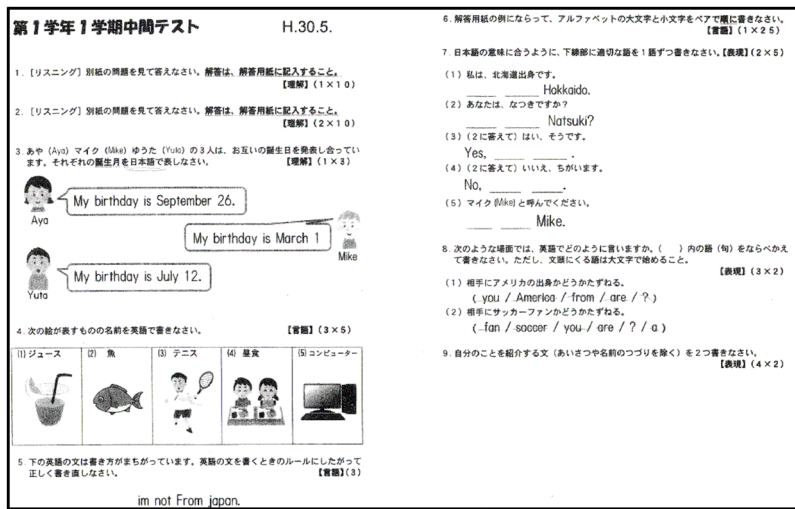 第1学年1学期中間テスト H.30.5.
1.［リスニング］別紙の問題を見て答えなさい。解答は、解答用紙に記入すること。
【理解】(1×10)
2.［リスニング］別紙の問題を見て答えなさい。解答は、解答用紙に記入すること。
【理解】(2×10)
3.あや (Aya) マイク (Mike) ゆうた (Yuta) の3人は、お互いの誕生日を発表し合ってい
ます。それぞれの誕生月を日本語で表しなさい。 【理解】(1×3)
My birthday is September 26.
Aya
My birthday is March 1
Mike
My birthday is July 12.
Yuta
4.次の絵が表すものの名前を英語で書きなさい。 【言語】(3×5)
(1) ジュース (2) 魚 (3) テニス (4) 昼食 (5) コンピューター
5.下の英語の文は書き方がまちがっています。英語の文を書くときのルールにしたがって
正しく書き直しなさい。 【言語】(3)
im not From japan.
6.解答用紙の例にならって、アルファベットの大文字と小文字をペアで順に書きなさい。
【言語】(1×25)
7.日本語の意味に合うように、下線部に適切な語を1語ずつ書きなさい。【表現】(2×5)
(1) 私は、北海道出身です。
____ ____ Hokkaido.
(2) あなたは、なつきですか?
____ ____ Natsuki?
(3) (2に答えて) はい、そうです。
Yes, ____ ____ .
(4) (2に答えて) いいえ、ちがいます。
No, ____ ____.
(5) マイク(Mike)と呼んでください。
____ ____ Mike.
8.次のような場面では、英語でどのように言いますか。( )内の語(句)をならべかえ
て書きなさい。ただし、文頭にくる語は大文字で始めること。
【表現】(3×2)
(1) 相手にアメリカの出身かどうかたずねる。
( you / America / from / are / ? )
(2) 相手にサッカーファンかどうかたずねる。
( fan / soccer / you / are / ? / a )
9.自分のことを紹介する文(あいさつや名前のつづりを除く)を2つ書きなさい。
【表現】(4×2)